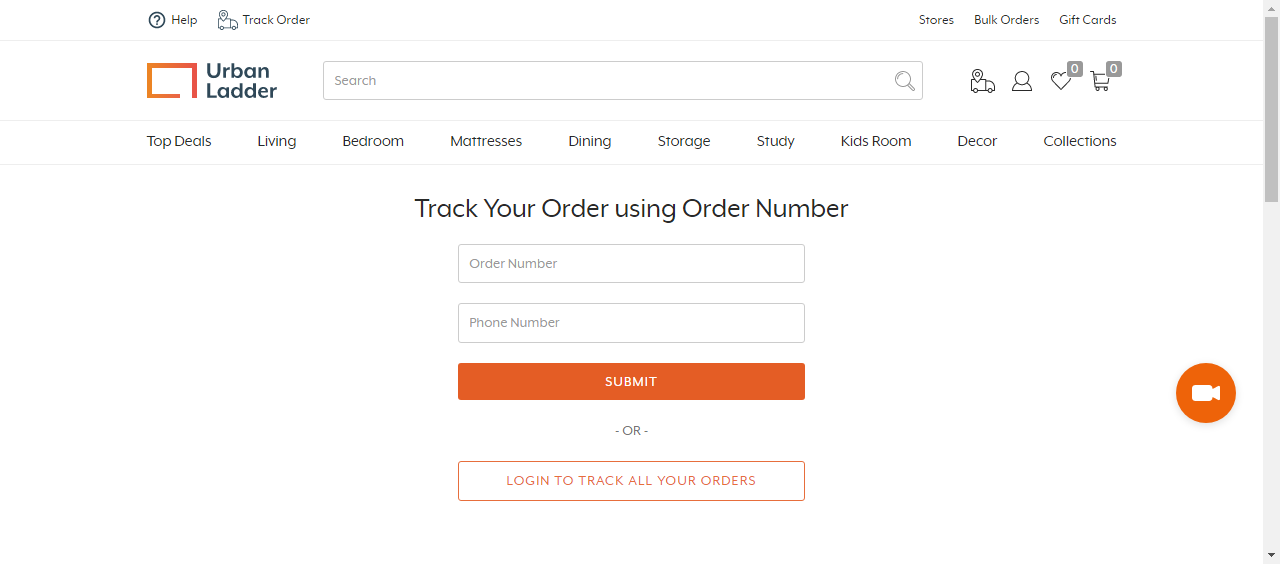 Help Track Order Stores Bulk Orders Gift Cards
Urban
Ladder
Search
0 0
Top Deals Living Bedroom Mattresses Dining Storage Study Kids Room Decor Collections
Track Your Order using Order Number
Order Number
Phone Number
SUBMIT
- OR -
LOGIN TO TRACK ALL YOUR ORDERS